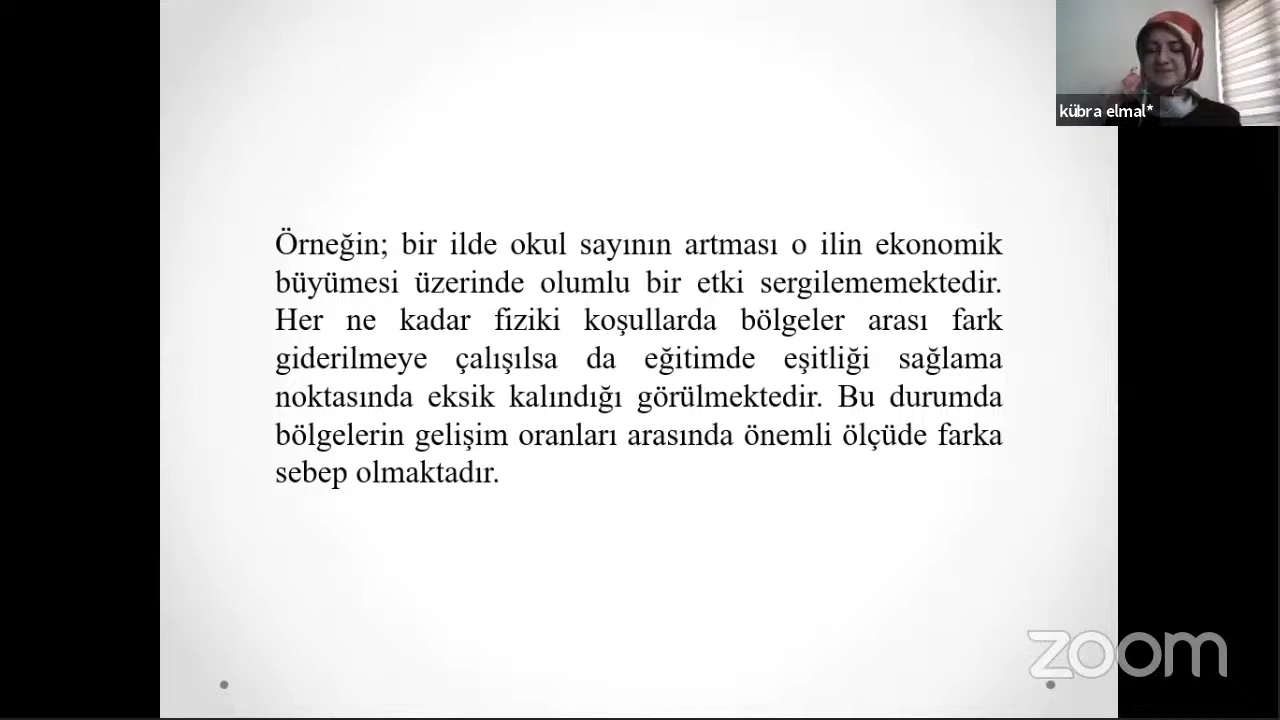 kübra elmal*
Örneğin; bir ilde okul sayının artması o ilin ekonomik
büyümesi üzerinde olumlu bir etki sergilememektedir.
Her ne kadar fiziki koşullarda bölgeler arası fark
giderilmeye çalışılsa da eğitimde eşitliği sağlama
noktasında eksik kalındığı görülmektedir. Bu durumda
bölgelerin gelişim oranları arasında önemli ölçüde farka
sebep olmaktadır.
zoom